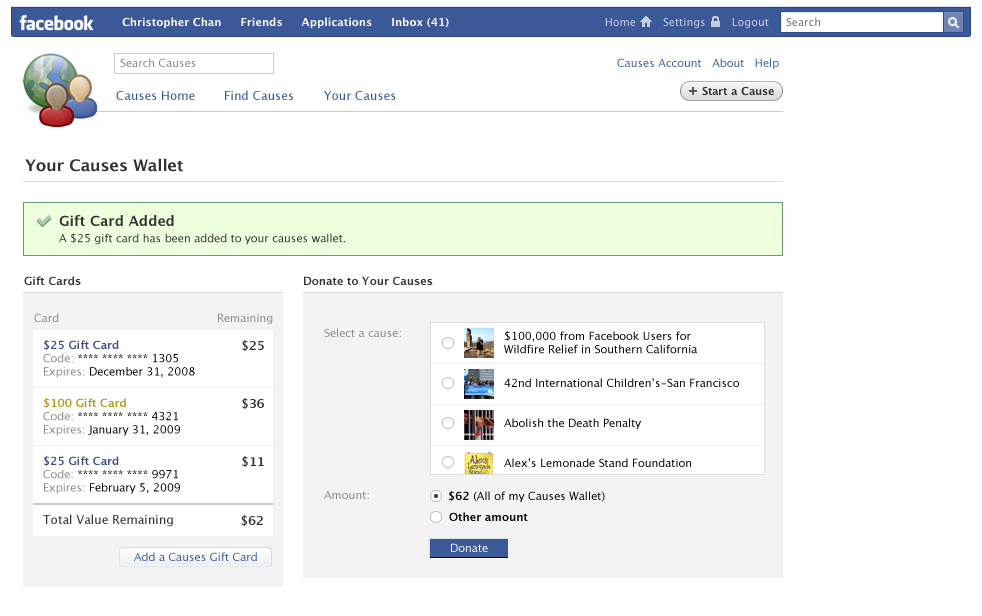 facebook Christopher Chan Friends Applications Inbox (41) Home Settings Logout Search
Search Causes
Causes Account About Help
Causes Home Find Causes Your Causes
+ Start a Cause
Your Causes Wallet
Gift Card Added
A $25 gift card has been added to your causes wallet.
Gift Cards
Card Remaining
$25 Gift Card $25
Code: **** **** **** 1305
Expires: December 31, 2008
$100 Gift Card $36
Code: **** **** **** 4321
Expires: January 31, 2009
$25 Gift Card $11
Code: **** **** **** 9971
Expires: February 5, 2009
Total Value Remaining $62
Add a Causes Gift Card
Donate to Your Causes
Select a cause:
$100,000 from Facebook Users for
Wildfire Relief in Southern California
42nd International Children's-San Francisco
Abolish the Death Penalty
Alex's
Lemonade
Stand
Alex's Lemonade Stand Foundation
Amount:
$62 (All of my Causes Wallet)
Other amount
Donate